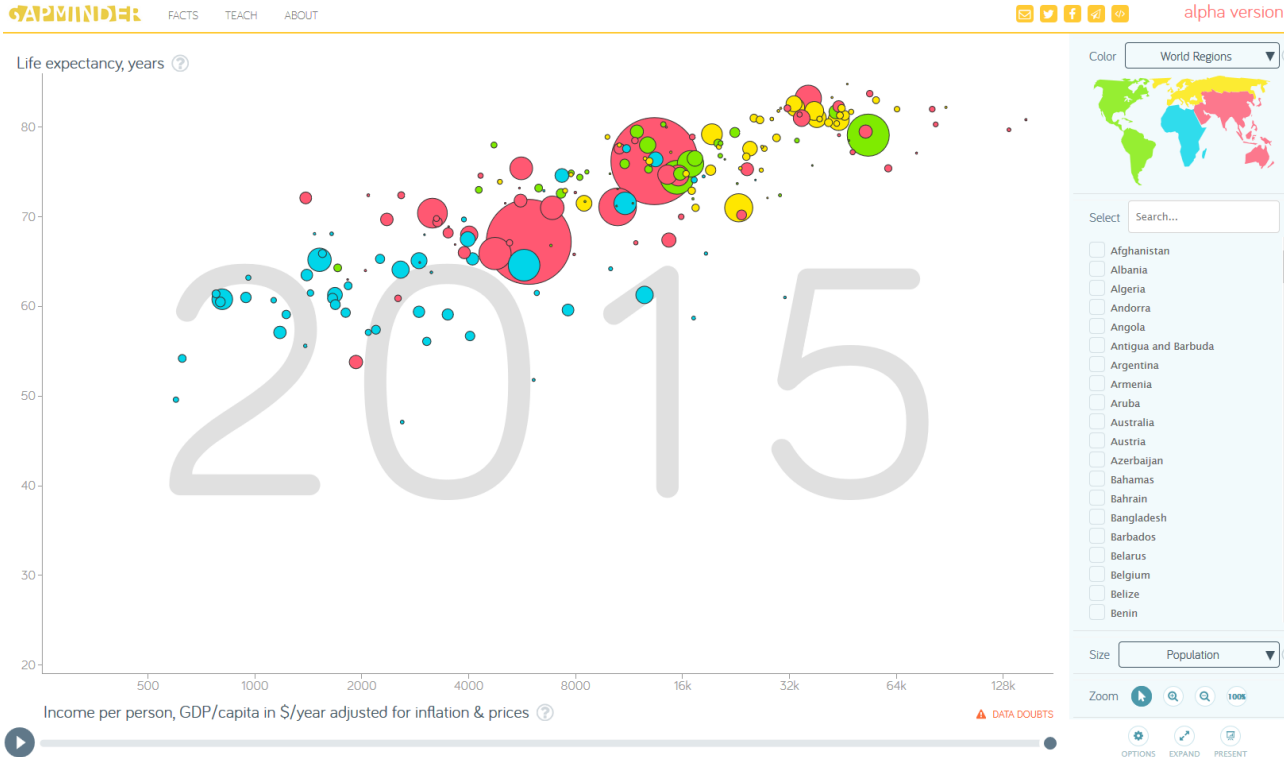 GAPMINDER FACTS TEACH ABOUT alpha version
Life expectancy, years ?
80
70
60
50
40
30
20
2015
500 1000 2000 4000 8000 16k 32k 64k 128k
Income per person, GDP/capita in $/year adjusted for inflation & prices ?
DATA DOUBTS
Color World Regions
Select Search...
Afghanistan
Albania
Algeria
Andorra
Angola
Antigua and Barbuda
Argentina
Armenia
Aruba
Australia
Austria
Azerbaijan
Bahamas
Bahrain
Bangladesh
Barbados
Belarus
Belgium
Belize
Benin
Size Population
Zoom 100%
OPTIONS EXPAND PRESENT